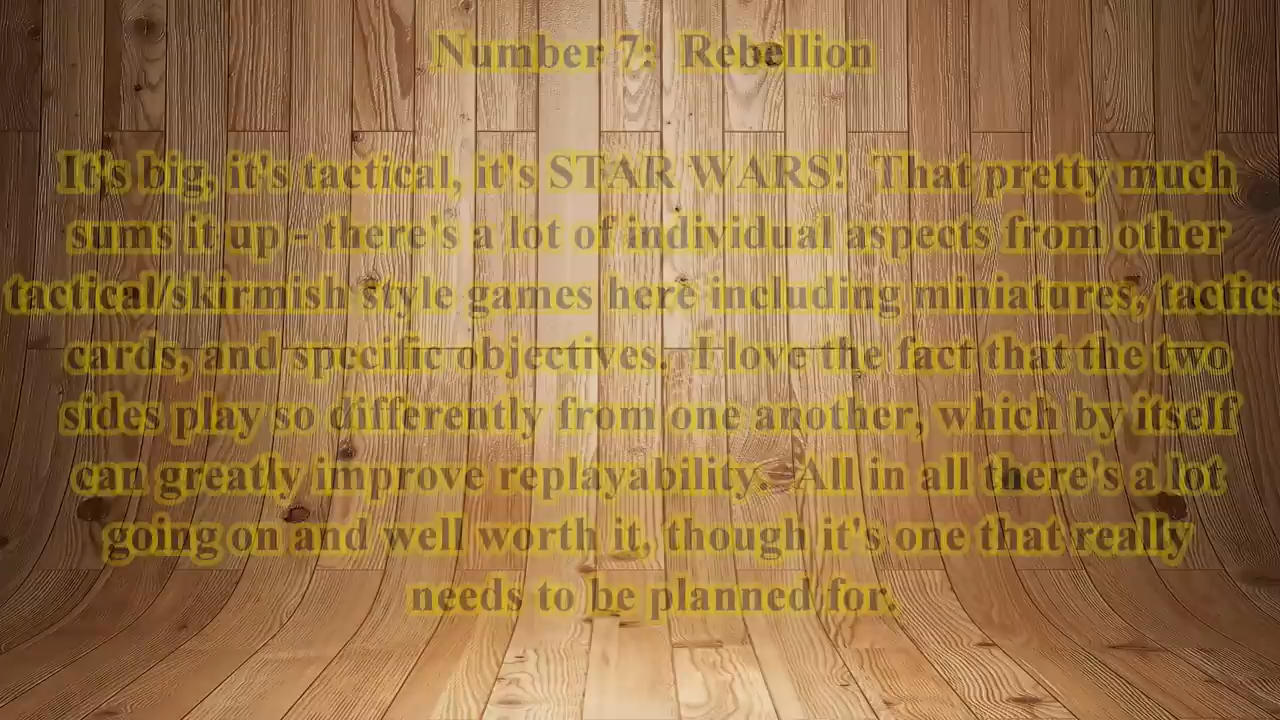 Number 7:  Rebellion
It's big, it's tactical, it's STAR WARS!  That pretty much
sums it up - there's a lot of individual aspects from other
tactical/skirmish style games here including miniatures, tactics
cards, and specific objectives.  I love the fact that the two
sides play so differently from one another, which by itself
can greatly improve replayability.  All in all there's a lot
going on and well worth it, though it's one that really
needs to be planned for.